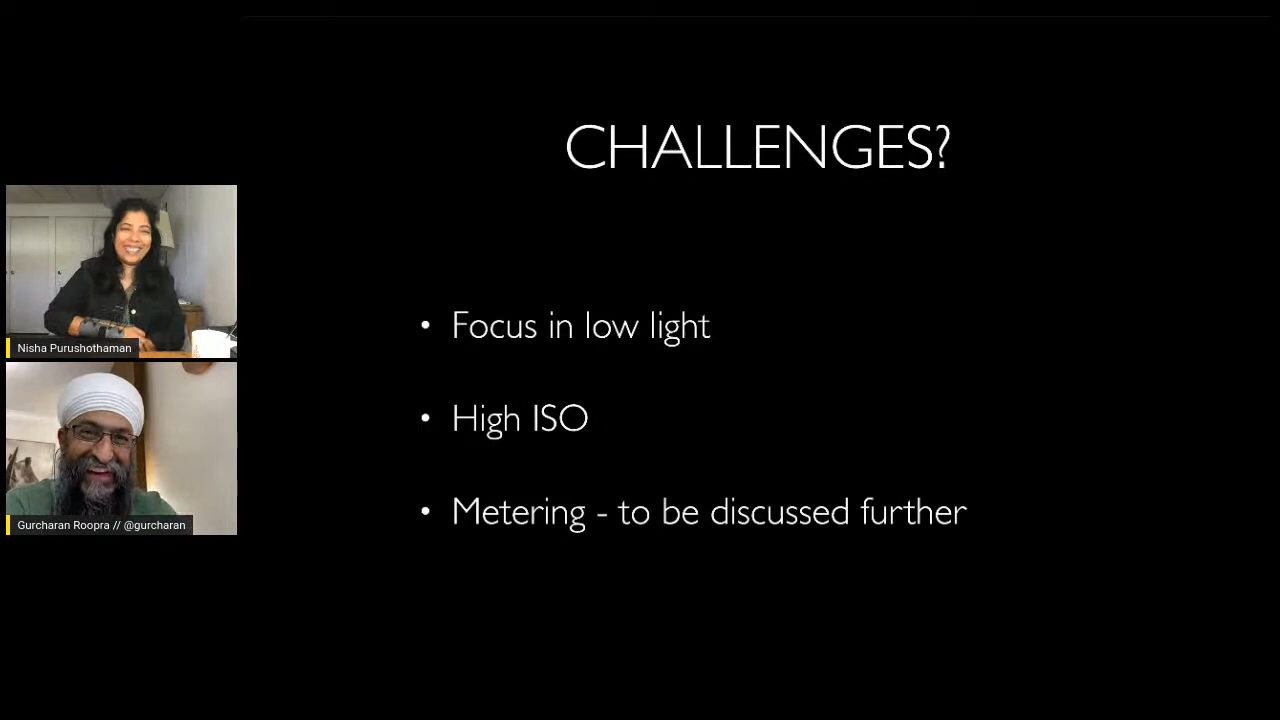 CHALLENGES?
Nisha Purushothaman
Gurcharan Roopra // @gurcharan
• Focus in low light
• High ISO
• Metering - to be discussed further